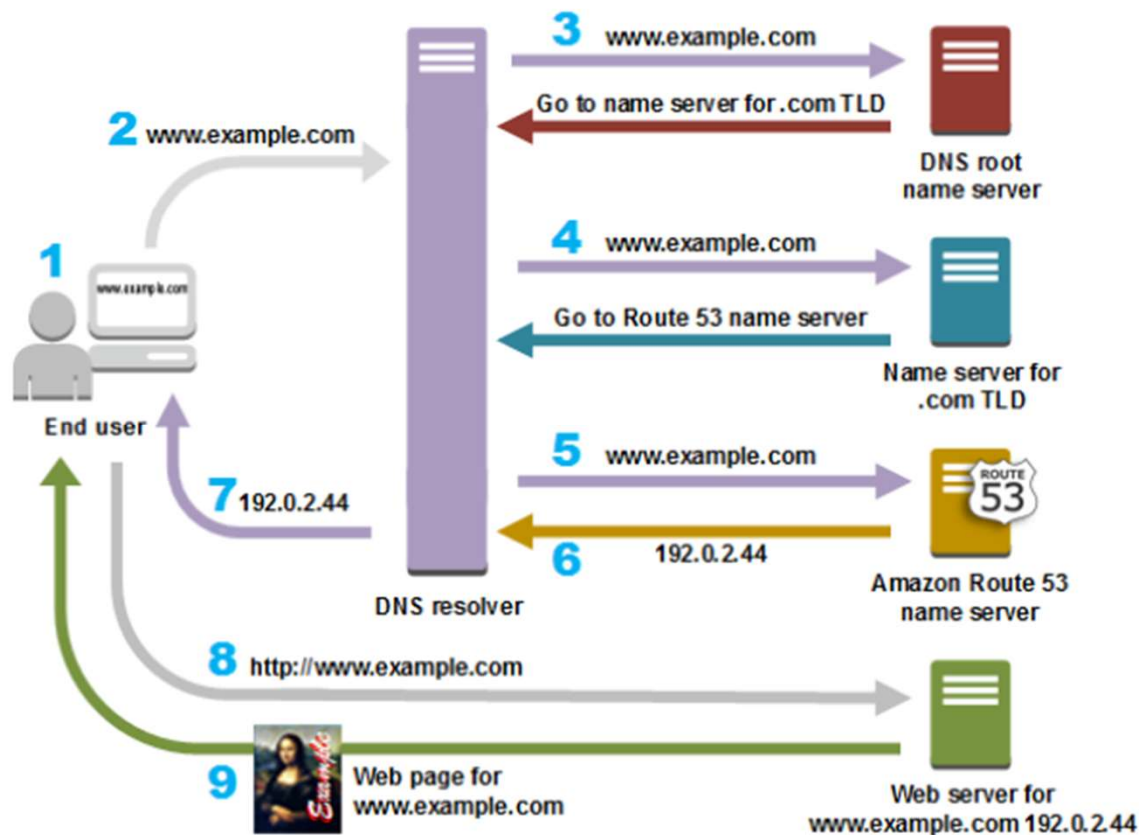 3 www.example.com
Go to name server for .com TLD
DNS root
name server
2 www.example.com
1
www.example.com
End user
4 www.example.com
Go to Route 53 name server
Name server for
.com TLD
5 www.example.com
ROUTE
53
6 192.0.2.44
Amazon Route 53
name server
7 192.0.2.44
DNS resolver
8 http://www.example.com
9
Example
Web page for
www.example.com
Web server for
www.example.com 192.0.2.44